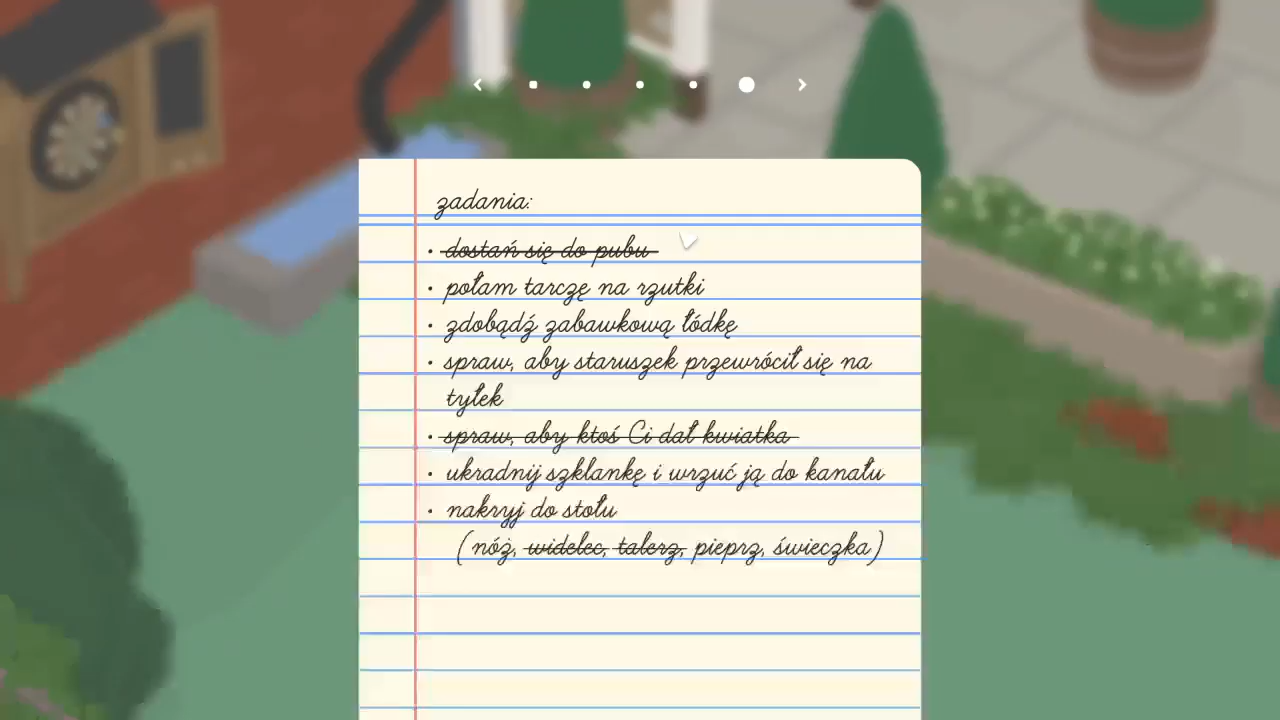 zadania:
• dostań się do pubu
• połam tarczę na rzutki
• zdobądź zabawkową łódkę
• spraw, aby staruszek przewrócił się na
tyłek
• spraw, aby ktoś Ci dał kwiatka
• ukradnij szklankę i wrzuć ją do kanału
• nakryj do stołu
(nóż, widelec, talerz, pieprz, świeczka)